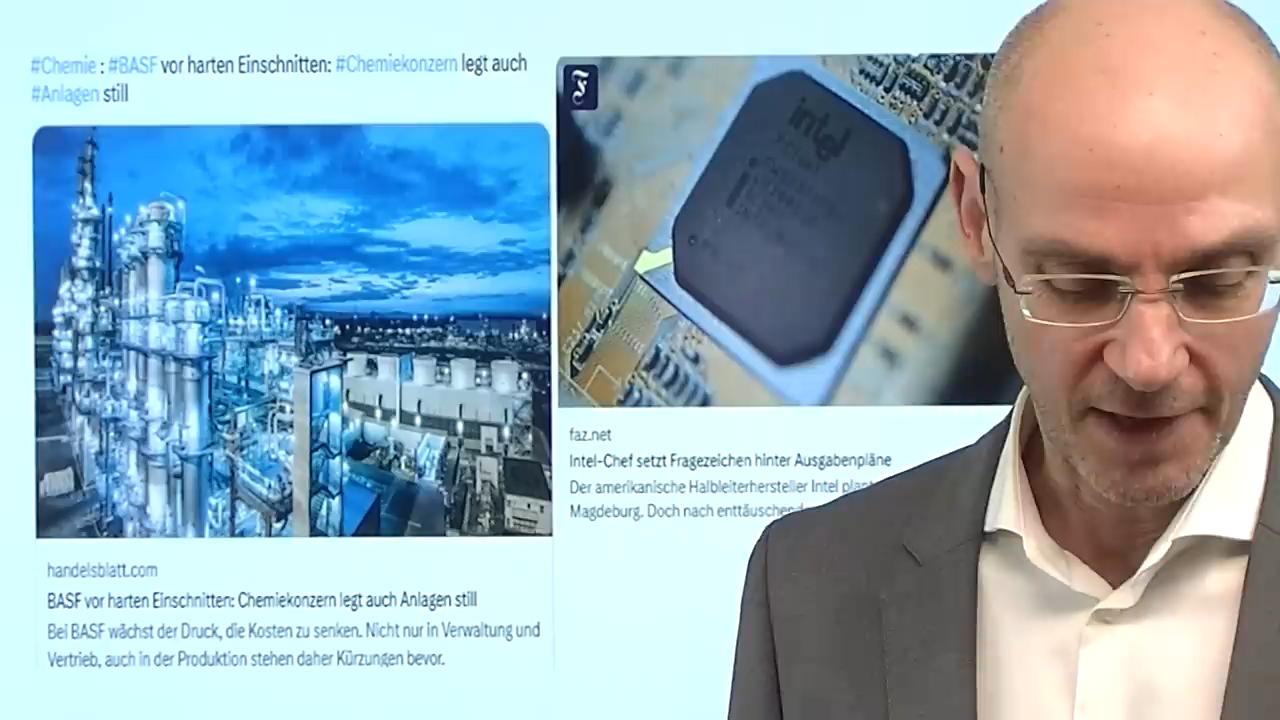 #Chemie : #BASF vor harten Einschnitten: #Chemiekonzern legt auch
#Anlagen still
handelsblatt.com
BASF vor harten Einschnitten: Chemiekonzern legt auch Anlagen still
Bei BASF wächst der Druck, die Kosten zu senken. Nicht nur in Verwaltung und
Vertrieb, auch in der Produktion stehen daher Kürzungen bevor.
intel
faz.net
Intel-Chef setzt Fragezeichen hinter Ausgabenpläne
Der amerikanische Halbleiterhersteller Intel
Magdeburg. Doch nach